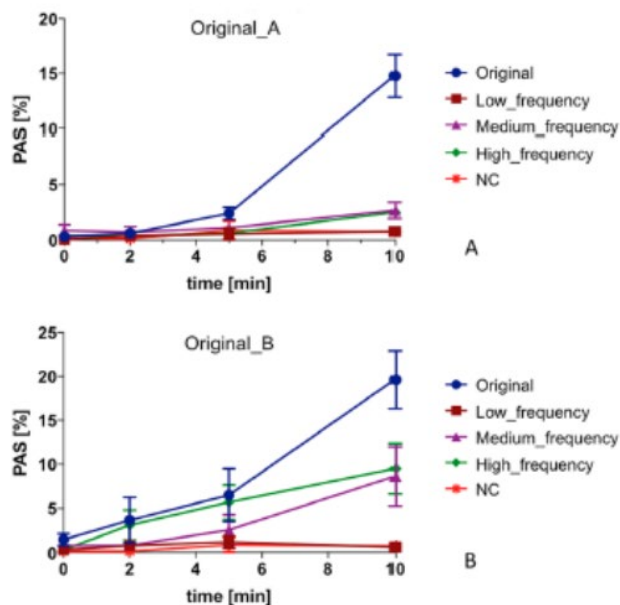 Original_A
20
15
10
5
0
PAS [%]
0 2 4 6 8 10
time [min]
Original
Low_frequency
Medium_frequency
High_frequency
NC
A
Original_B
25
20
15
10
5
0
PAS [%]
0 2 4 6 8 10
time [min]
Original
Low_frequency
Medium_frequency
High_frequency
NC
B